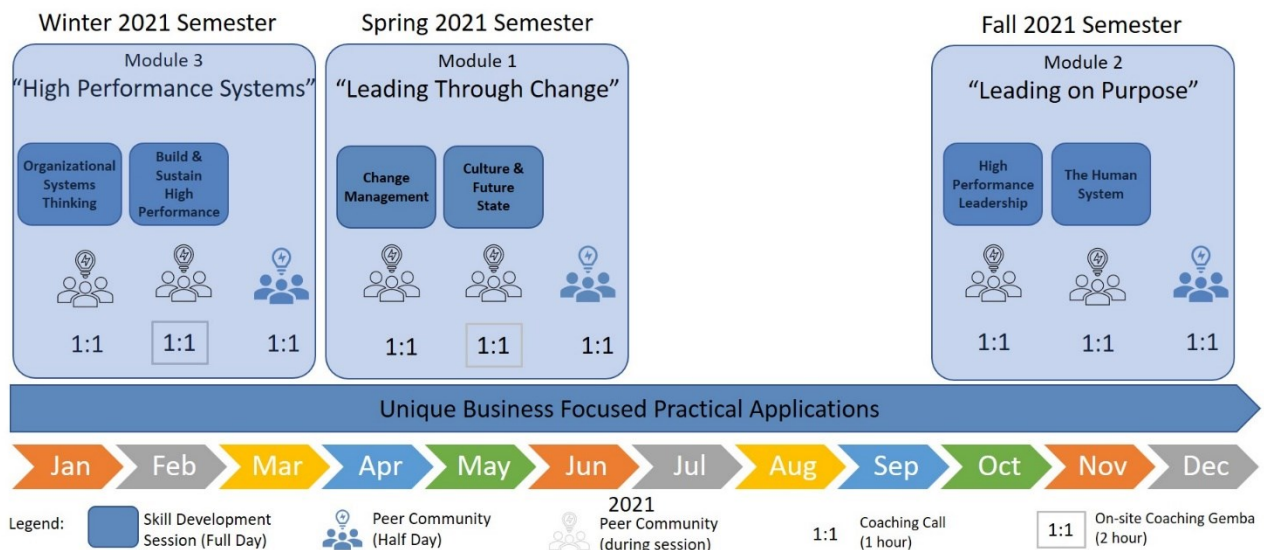 Winter 2021 Semester
Module 3
“High Performance Systems”
Organizational
Systems
Thinking
Build &
Sustain
High
Performance
1:1
1:1
1:1
Spring 2021 Semester
Module 1
“Leading Through Change”
Change
Management
Culture &
Future
State
1:1
1:1
1:1
Fall 2021 Semester
Module 2
“Leading on Purpose”
High
Performance
Leadership
The Human
System
1:1
1:1
1:1
Unique Business Focused Practical Applications
Jan
Feb
Mar
Apr
May
Jun
Jul
Aug
Sep
Oct
Nov
Dec
2021
Legend:
Skill Development
Session (Full Day)
Peer Community
(Half Day)
Peer Community
(during session)
1:1
Coaching Call
(1 hour)
1:1
On-site Coaching Gemba
(2 hour)